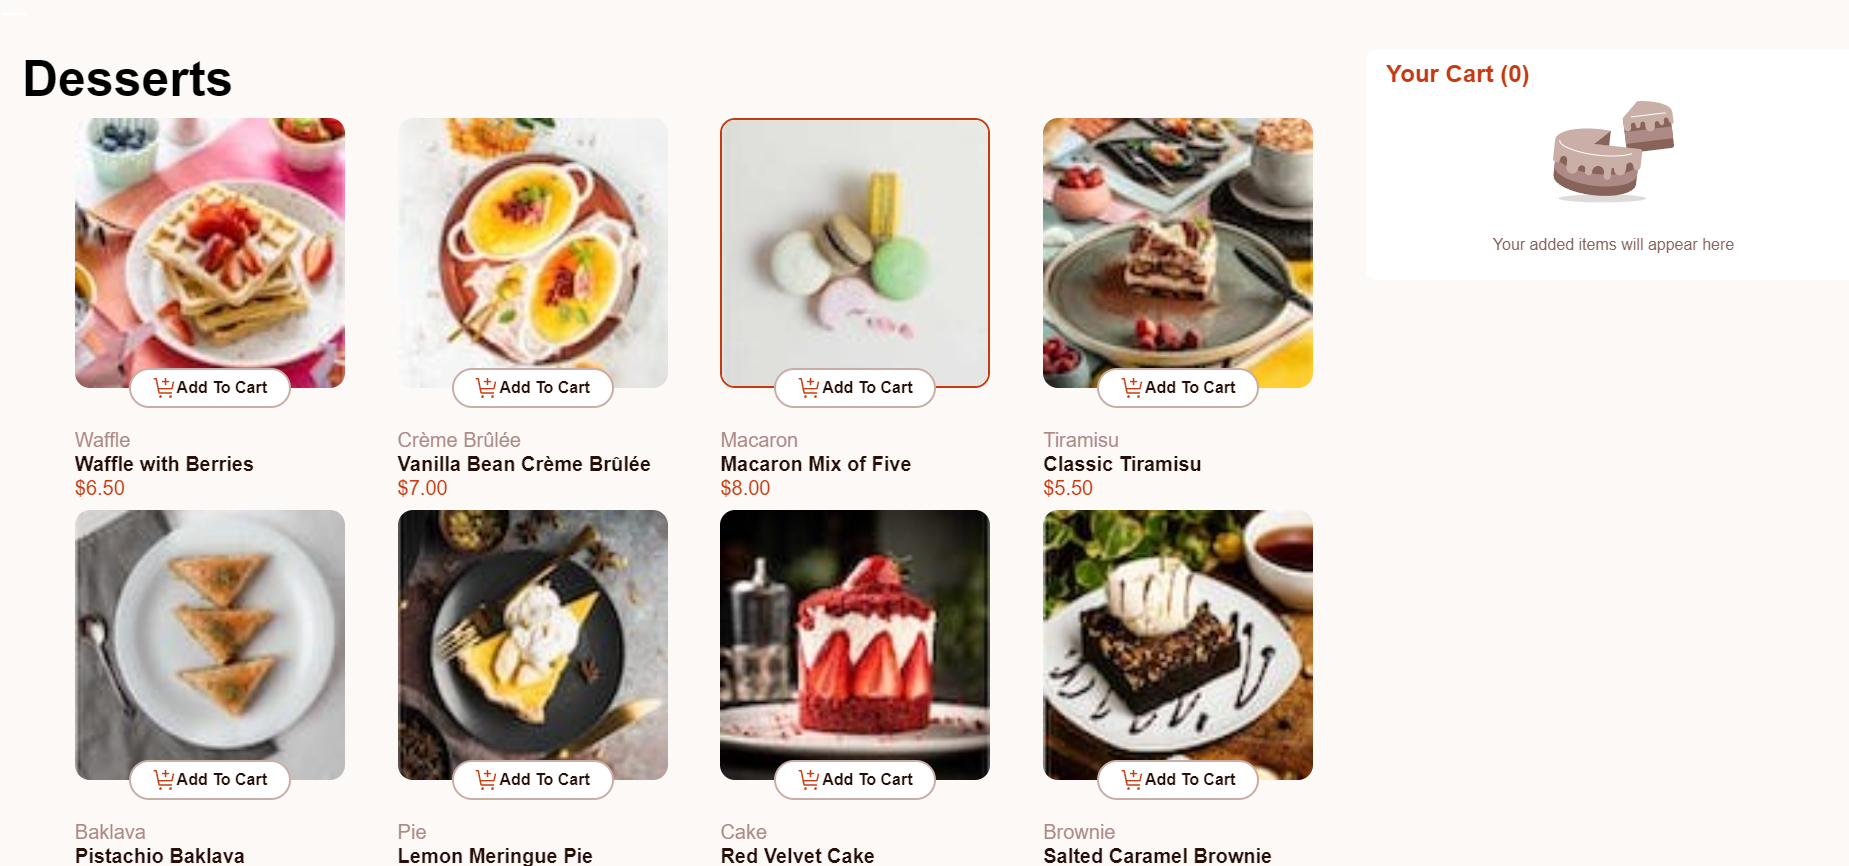 Desserts
Your Cart (0)
Your added items will appear here
Add To Cart
Add To Cart
Add To Cart
Add To Cart
Waffle
Waffle with Berries
$6.50
Crème Brûlée
Vanilla Bean Crème Brûlée
$7.00
Macaron
Macaron Mix of Five
$8.00
Tiramisu
Classic Tiramisu
$5.50
Add To Cart
Add To Cart
Add To Cart
Add To Cart
Baklava
Pistachio Baklava
Pie
Lemon Meringue Pie
Cake
Red Velvet Cake
Brownie
Salted Caramel Brownie